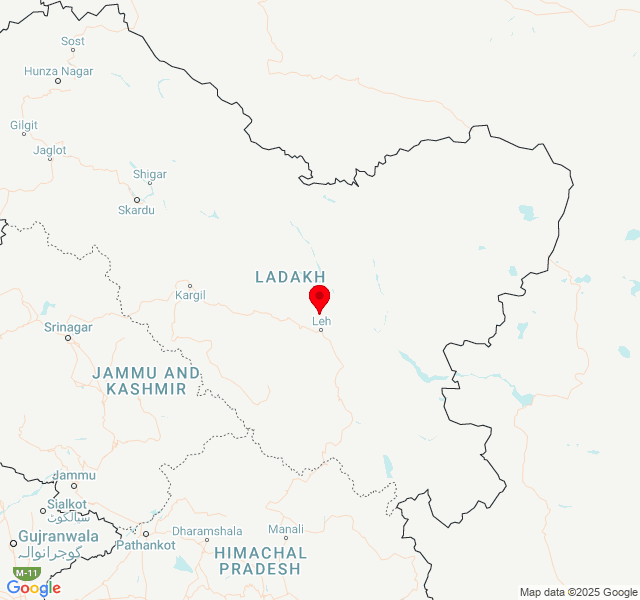 Sost
Hunza Nagar
Gilgit
Jaglot
Shigar
Skardu
LADAKH
Kargil
Leh
Srinagar
JAMMU AND
KASHMIR
Jammu
Sialkot
سیالکوٹ
Gujranwala
گوجرانوالہ
Pathankot
Dharamshala
Manali
HIMACHAL
PRADESH
M-11
Google
Map data ©2025 Google